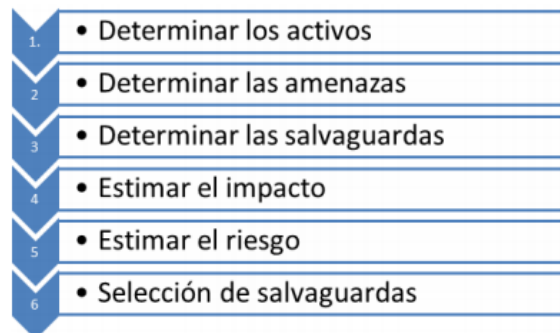 1. • Determinar los activos
2 • Determinar las amenazas
3 • Determinar las salvaguardas
4 • Estimar el impacto
5 • Estimar el riesgo
6 • Selección de salvaguardas